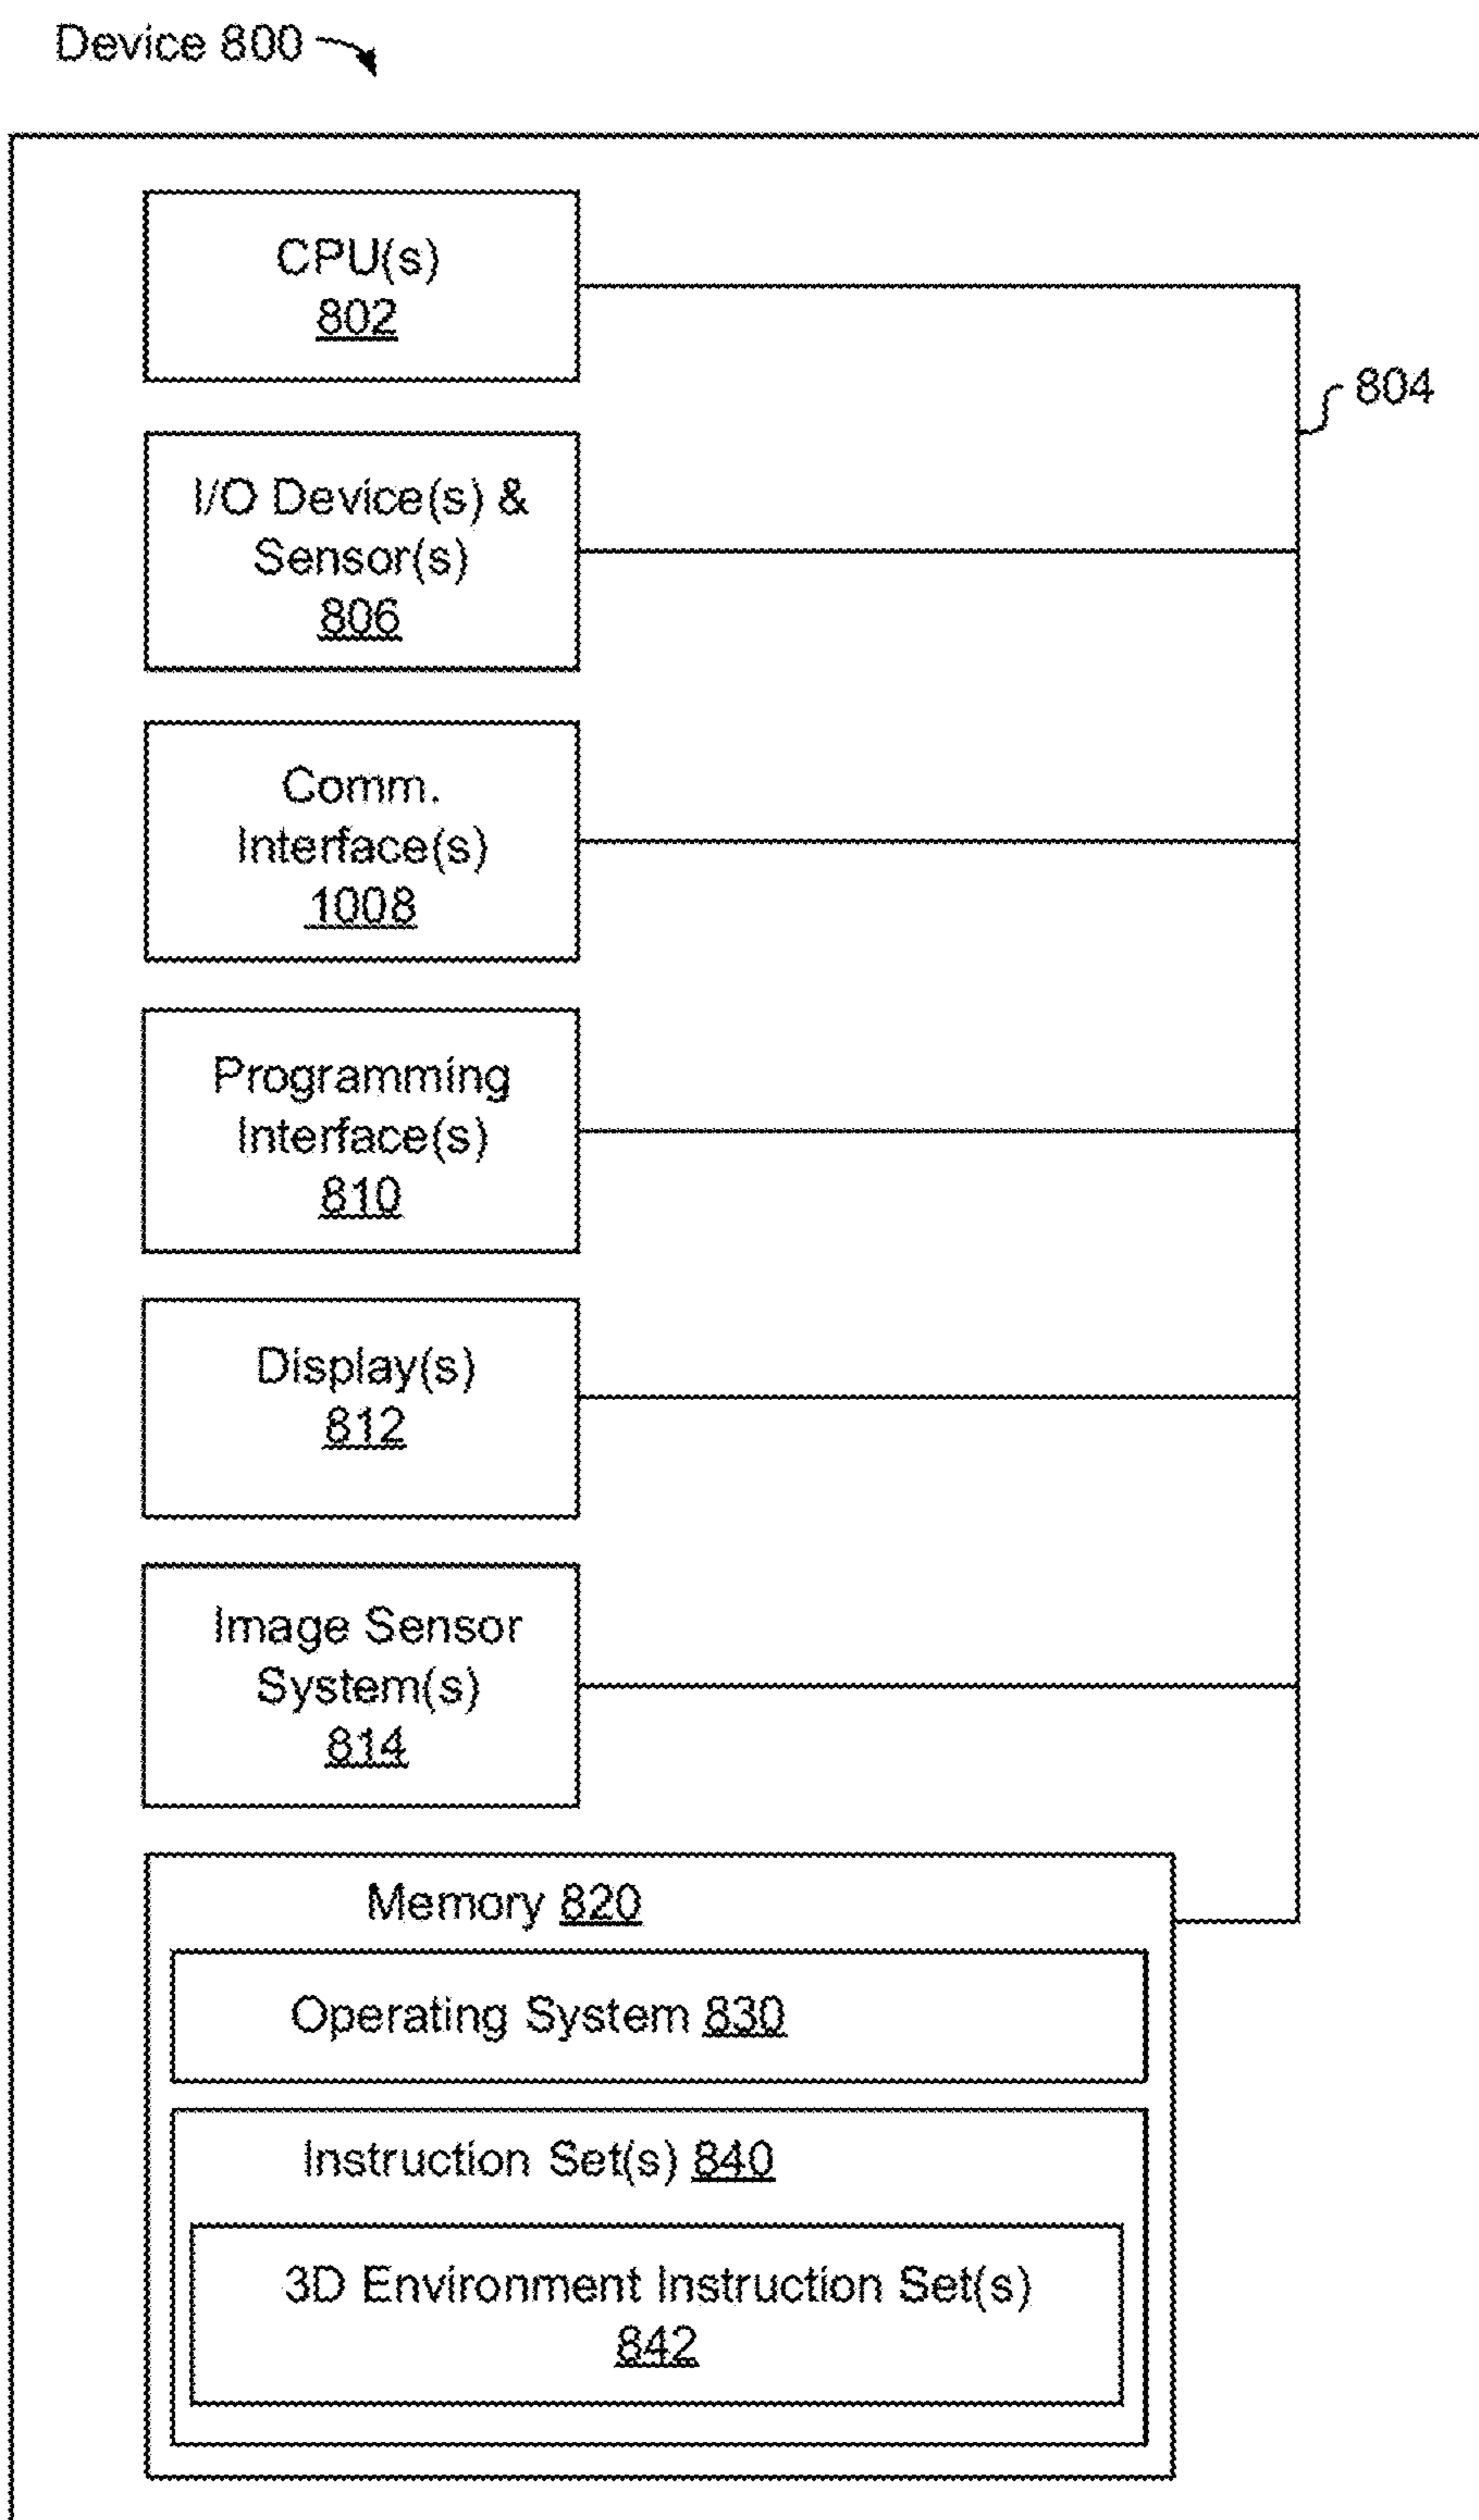 Device 800
CPU(s)
802
804
I/O Device(s) &
Sensor(s)
806
Comm.
Interface(s)
1008
Programming
Interface(s)
810
Display(s)
812
Image Sensor
System(s)
814
Memory 820
Operating System 830
Instruction Set(s) 840
3D Environment Instruction Set(s)
842